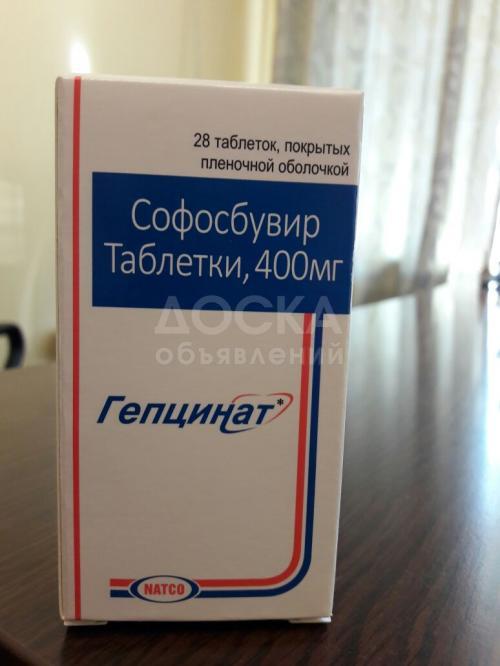 28 таблеток, покрытых
пленочной оболочкой
Софосбувир
Таблетки, 400мг
ДОСКА
объявлений
Гепцинат*
NATCO